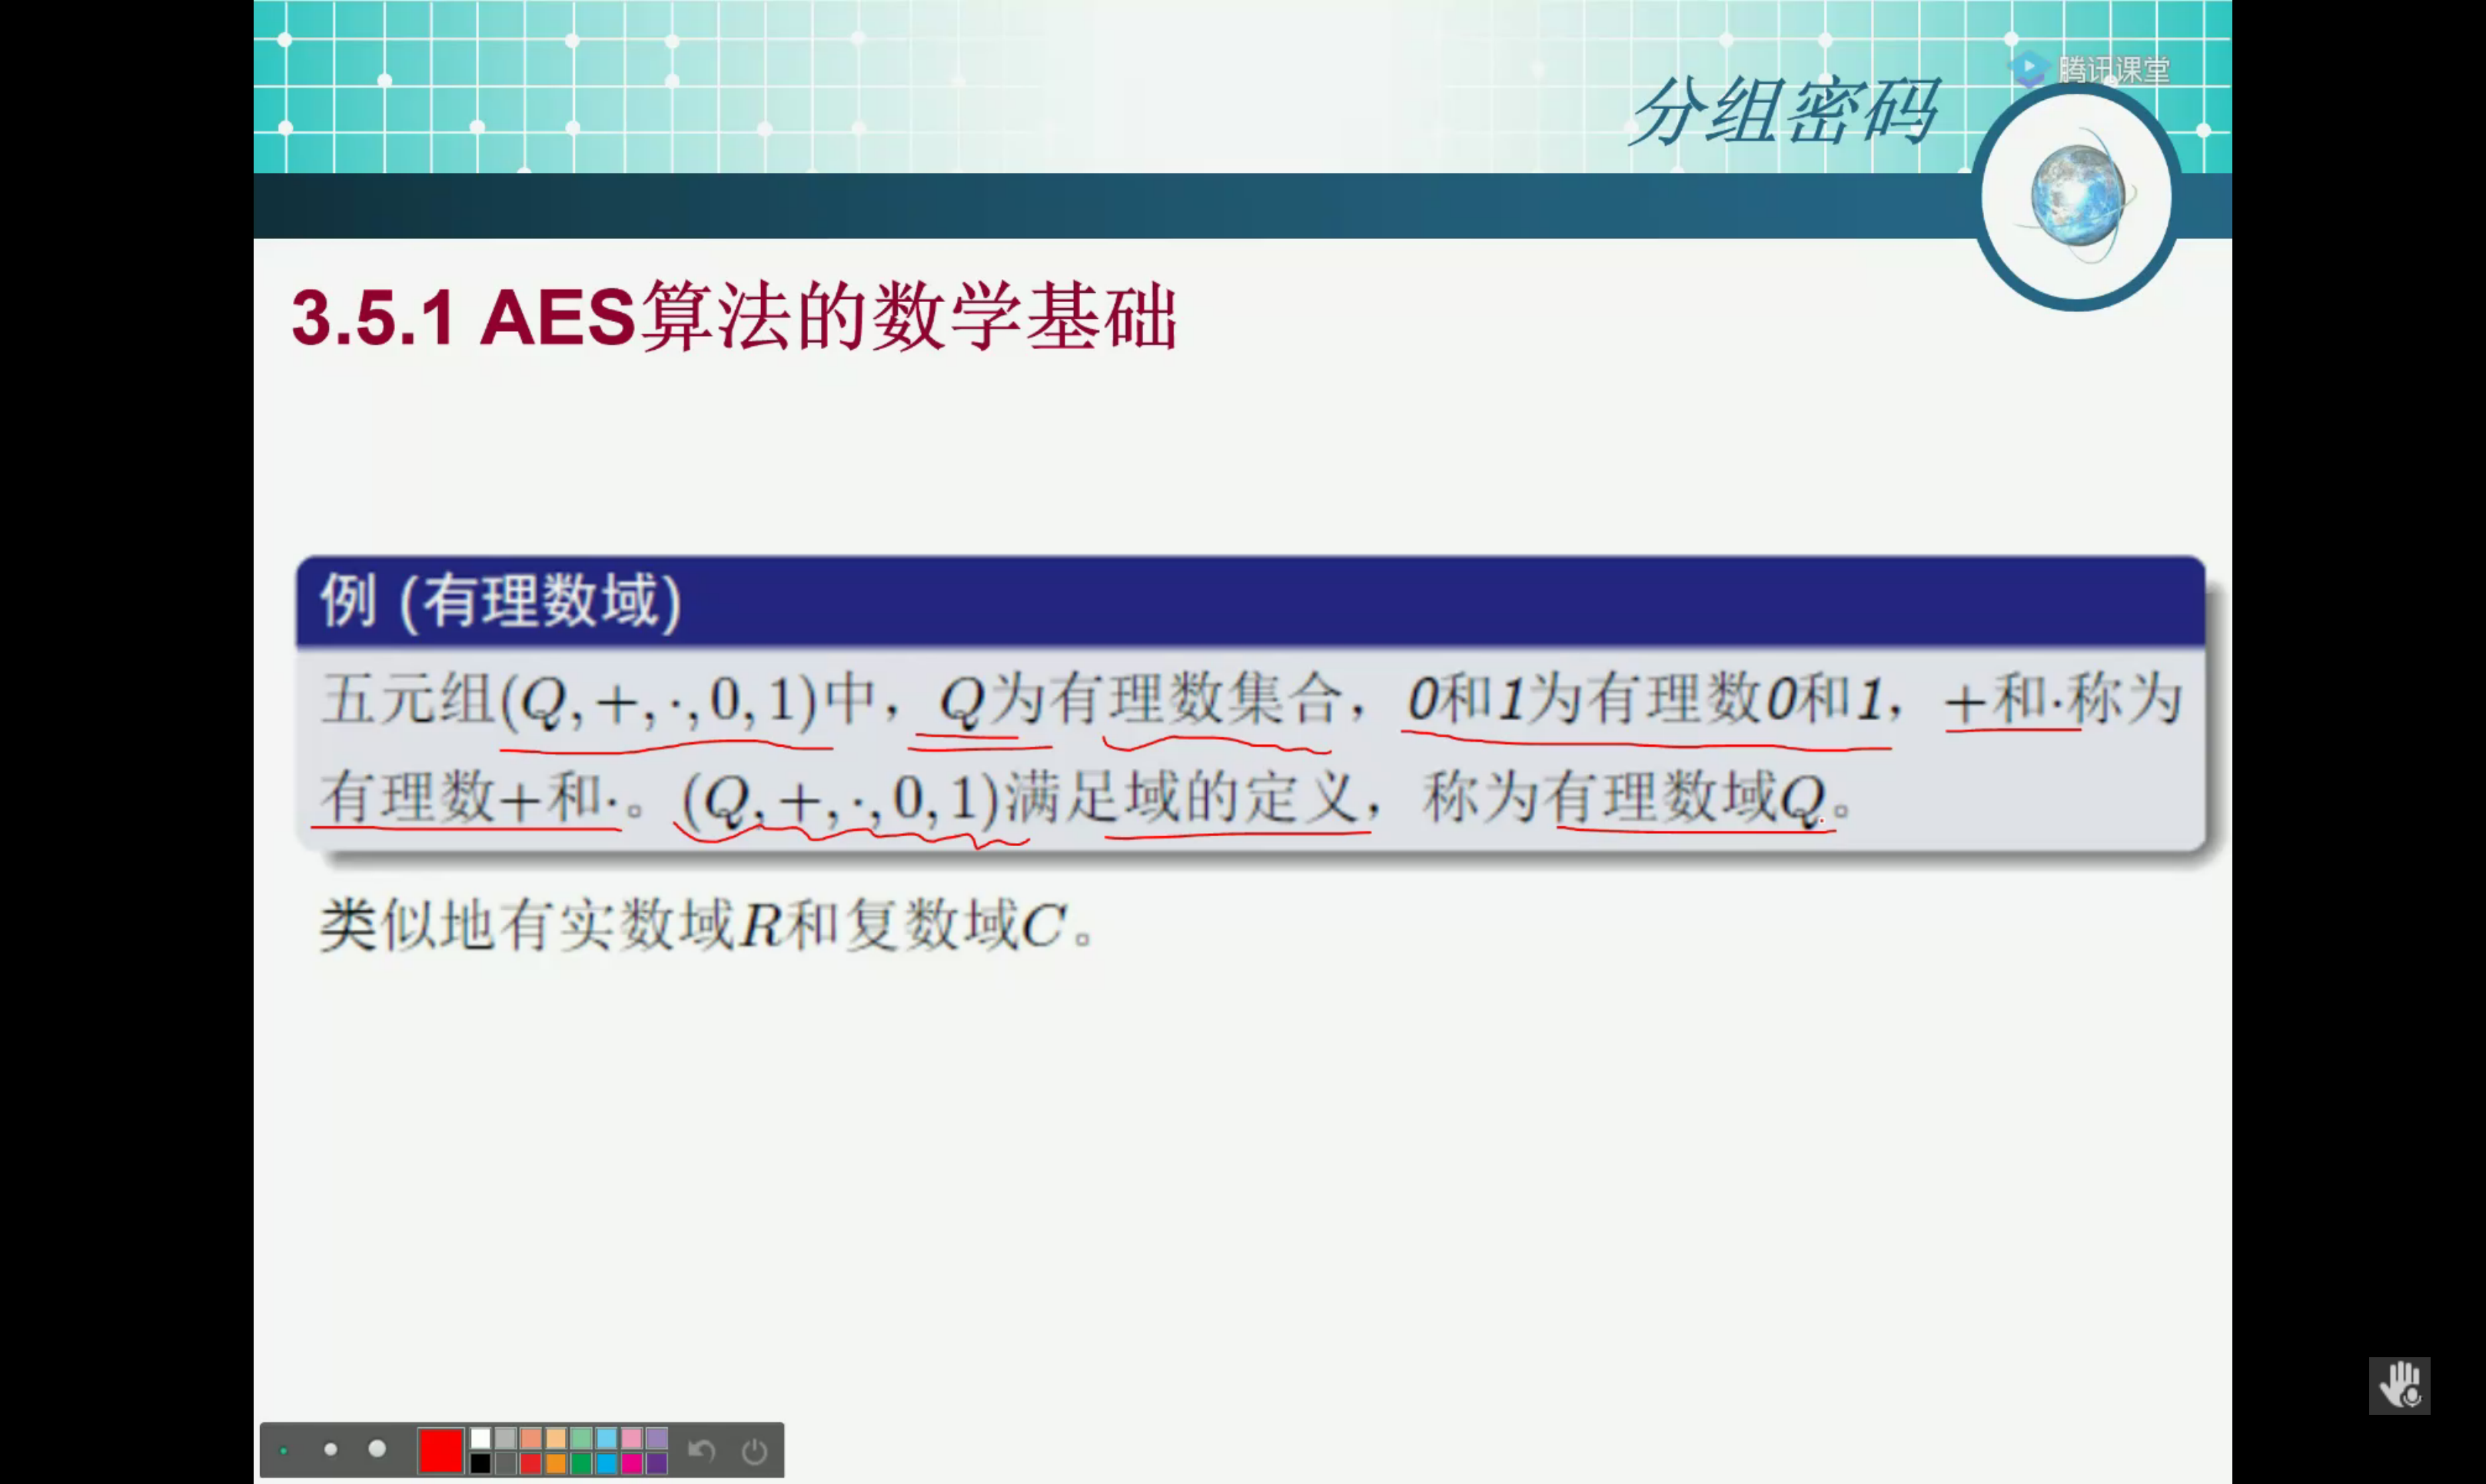 腾讯课堂
分组密码
3.5.1 AES算法的数学基础
例 (有理数域)
五元组(Q, +, ·, 0, 1)中，Q为有理数集合，0和1为有理数0和1，+和·称为
有理数+和·。(Q, +, ·, 0, 1)满足域的定义，称为有理数域Q。
类似地有实数域R和复数域C。